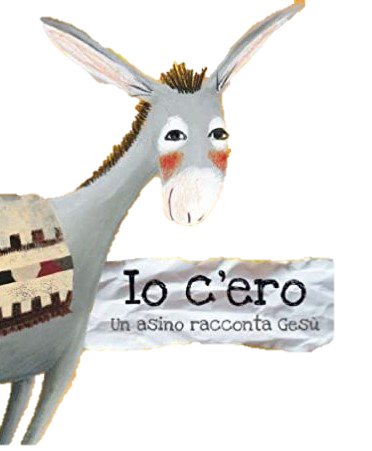 Io c'ero
Un asino racconta Gesù